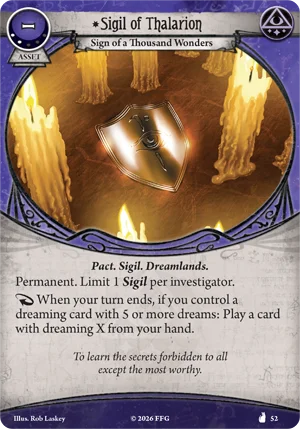 –
*Sigil of Thalarion
ASSET
Sign of a Thousand Wonders
Pact. Sigil. Dreamlands.
Permanent. Limit 1 Sigil per investigator.
When your turn ends, if you control a
dreaming card with 5 or more dreams: Play a card
with dreaming X from your hand.
To learn the secrets forbidden to all
except the most worthy.
Illus. Rob Laskey
© 2026 FFG
52